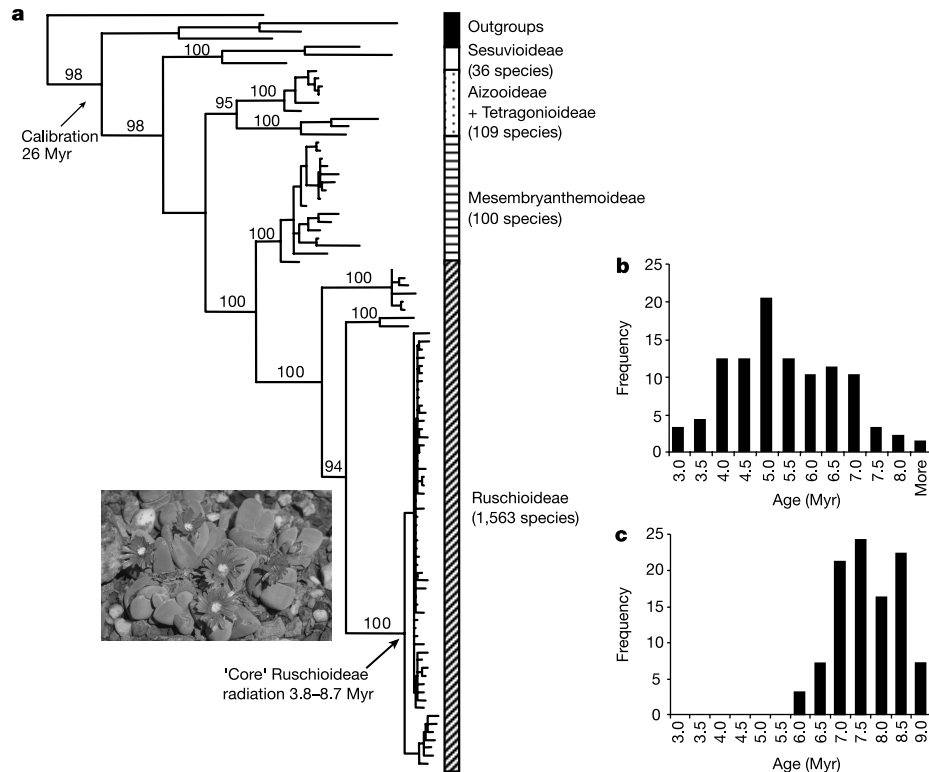 a
98
Calibration
26 Myr
98
100
95
100
100
100
100
100
100
100
94
100
'Core' Ruschioideae
radiation 3.8–8.7 Myr
Outgroups
Sesuvioideae
(36 species)
Aizooideae
+ Tetragonioideae
(109 species)
Mesembryanthemoideae
(100 species)
Ruschioideae
(1,563 species)
b
25
20
15
10
5
0
Frequency
3.0
3.5
4.0
4.5
5.0
5.5
6.0
6.5
7.0
7.5
8.0
More
Age (Myr)
c
25
20
15
10
5
0
Frequency
3.0
3.5
4.0
4.5
5.0
5.5
6.0
6.5
7.0
7.5
8.0
8.5
9.0
Age (Myr)